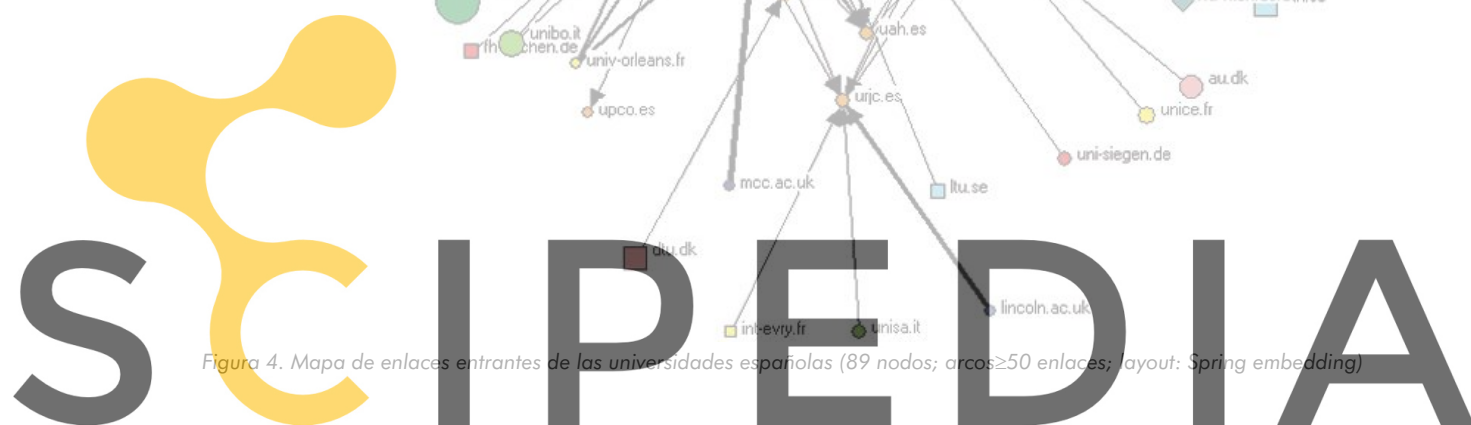 unibo.it
uah.es
univ-orleans.fr
au.dk
urjc.es
upco.es
unice.fr
uni-siegen.de
mcc.ac.uk
ltu.se
dtu.dk
lincoln.ac.uk
int-evry.fr
unisa.it
Figura 4. Mapa de enlaces entrantes de las universidades españolas (89 nodos; arcos≥50 enlaces; layout: Spring embedding)
SCIPEDIA